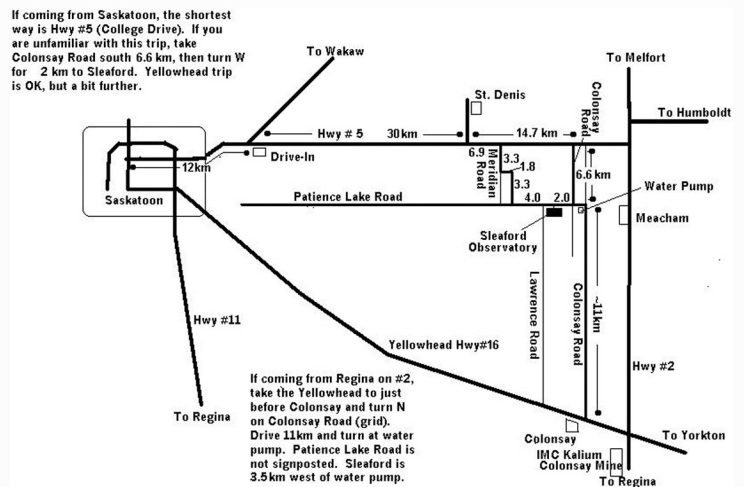 If coming from Saskatoon, the shortest
way is Hwy #5 (College Drive). If you
are unfamiliar with this trip, take
Colonsay Road south 6.6 km, then turn W
for 2 km to Sleaford. Yellowhead trip
is OK, but a bit further.
To Wakaw
To Melfort
St. Denis
Colonsay
Road
To Humboldt
Hwy # 5
30km
14.7 km
Drive-In
12km
6.9
Meridian
Road
3.3
1.8
3.3
6.6 km
Water Pump
Saskatoon
Patience Lake Road
4.0
2.0
Meacham
Sleaford
Observatory
Lawrence Road
Colonsay Road
~11km
Hwy #11
Yellowhead Hwy#16
Hwy #2
If coming from Regina on #2,
take the Yellowhead to just
before Colonsay and turn N
on Colonsay Road (grid).
Drive 11km and turn at water
pump. Patience Lake Road is
not signposted. Sleaford is
3.5km west of water pump.
To Regina
Colonsay
To Yorkton
IMC Kalium
Colonsay Mine
To Regina